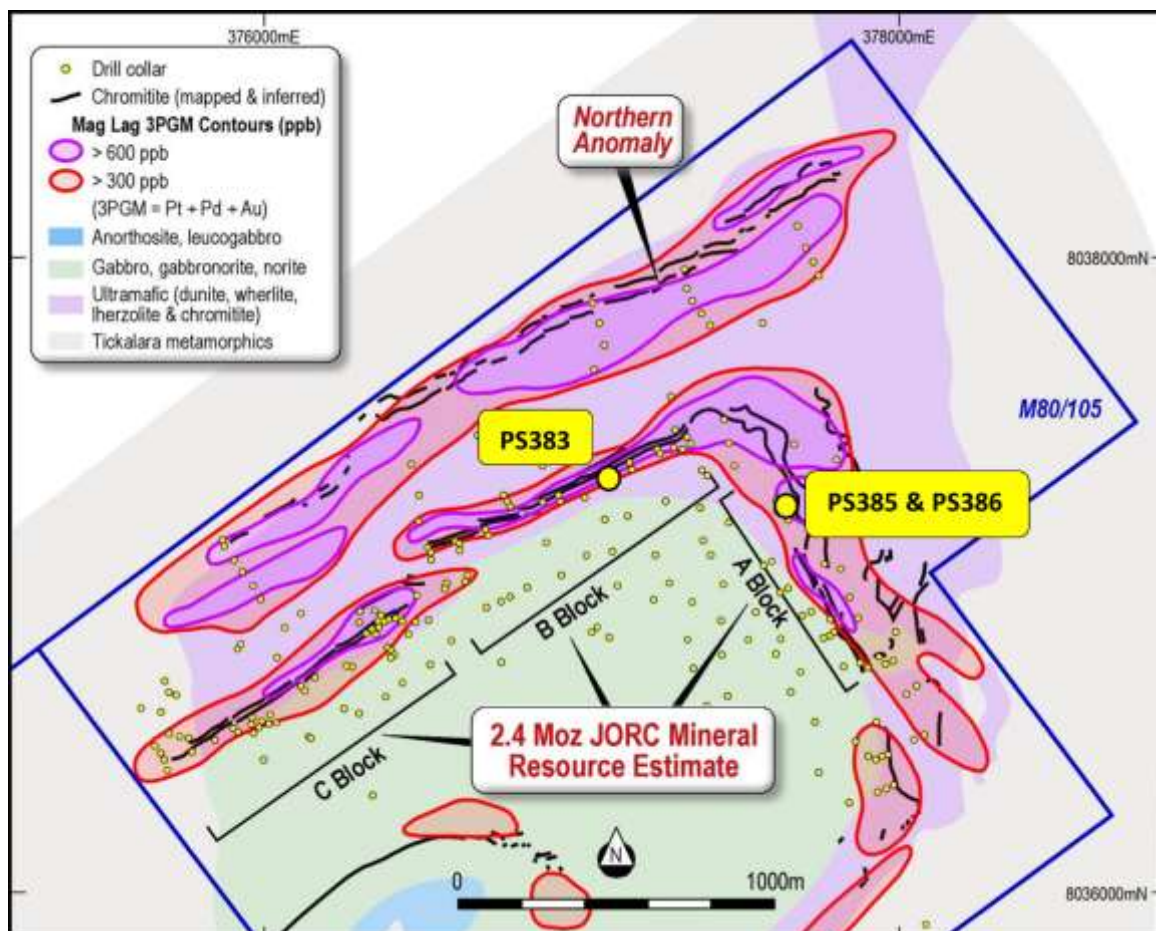 376000mE
378000mE
Drill collar
Chromitite (mapped & inferred)
Mag Lag 3PGM Contours (ppb)
> 600 ppb
> 300 ppb
(3PGM = Pt + Pd + Au)
Anorthosite, leucogabbro
Gabbro, gabbronorite, norite
Ultramafic (dunite, wherlite,
lherzolite & chromitite)
Tickalara metamorphics
Northern
Anomaly
8038000mN
M80/105
PS383
PS385 & PS386
A Block
B Block
C Block
2.4 Moz JORC Mineral
Resource Estimate
N
0
1000m
8036000mN